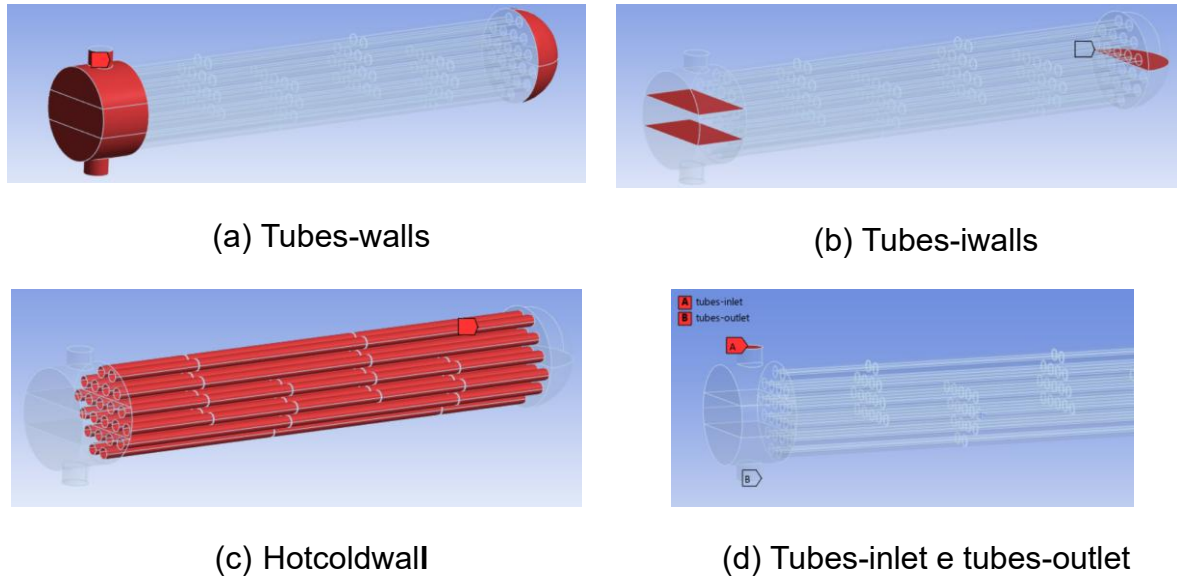 (a) Tubes-walls
(b) Tubes-iwalls
A tubes-inlet
B tubes-outlet
A
B
(c) Hotcoldwall
(d) Tubes-inlet e tubes-outlet